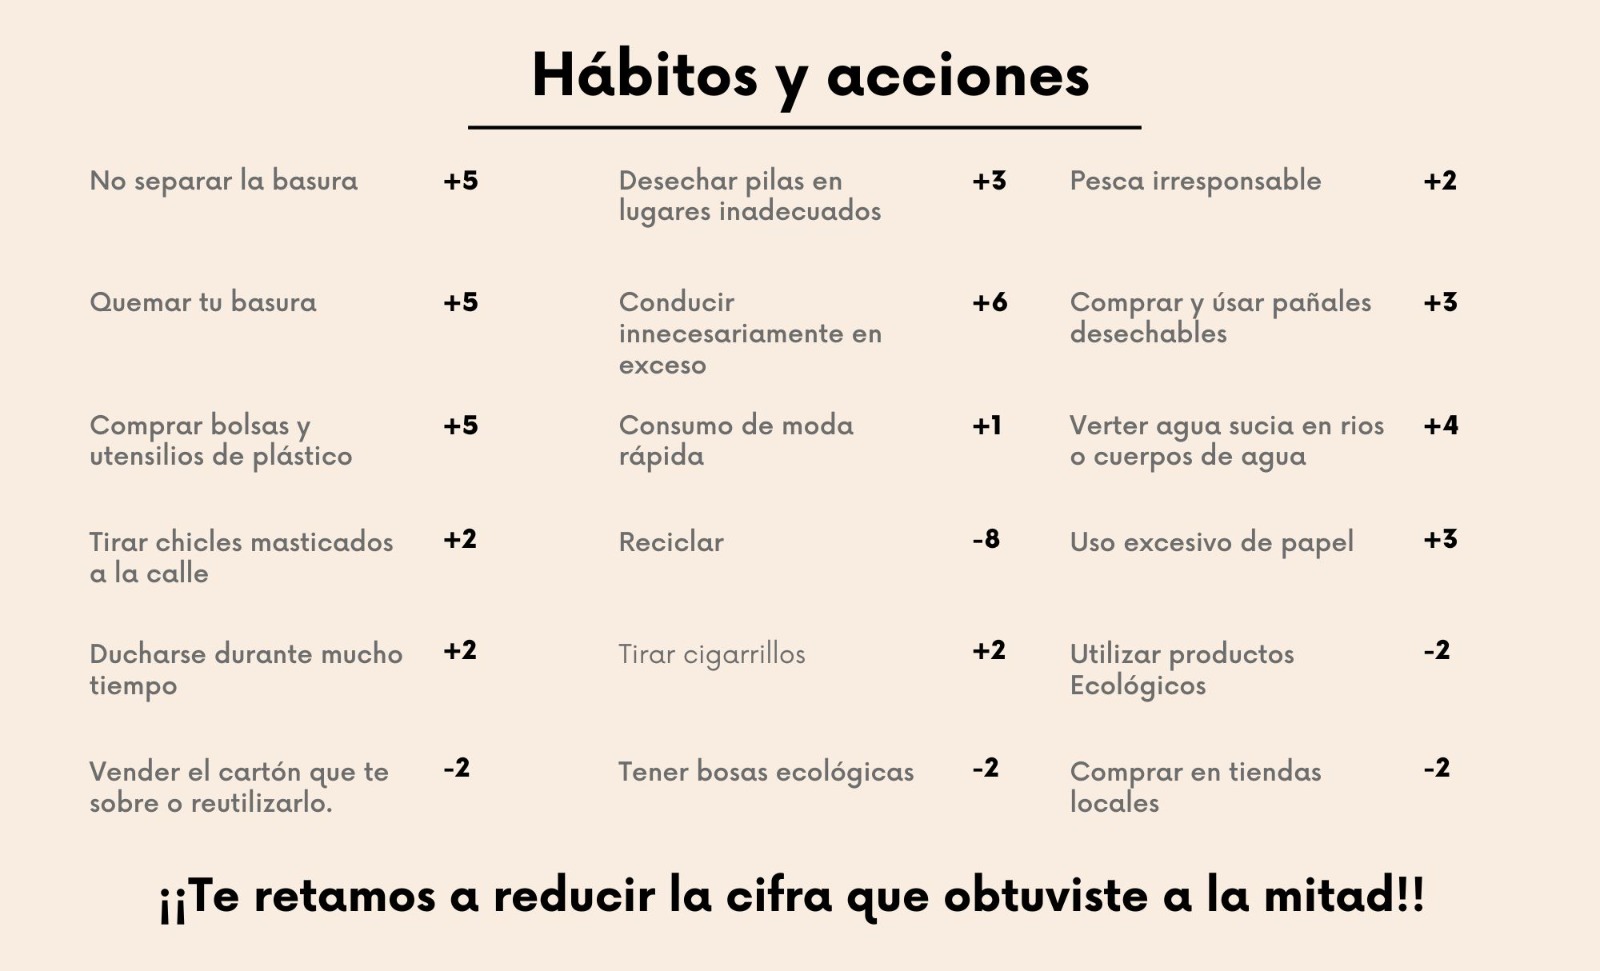 Hábitos y acciones
No separar la basura +5
Desechar pilas en +3
lugares inadecuados
Pesca irresponsable +2
Quemar tu basura +5
Conducir +6
innecesariamente en
exceso
Comprar y úsar pañales +3
desechables
Comprar bolsas y +5
utensilios de plástico
Consumo de moda +1
rápida
Verter agua sucia en rios +4
o cuerpos de agua
Tirar chicles masticados +2
a la calle
Reciclar -8
Uso excesivo de papel +3
Ducharse durante mucho +2
tiempo
Tirar cigarrillos +2
Utilizar productos -2
Ecológicos
Vender el cartón que te -2
sobre o reutilizarlo.
Tener bosas ecológicas -2
Comprar en tiendas -2
locales
¡¡Te retamos a reducir la cifra que obtuviste a la mitad!!